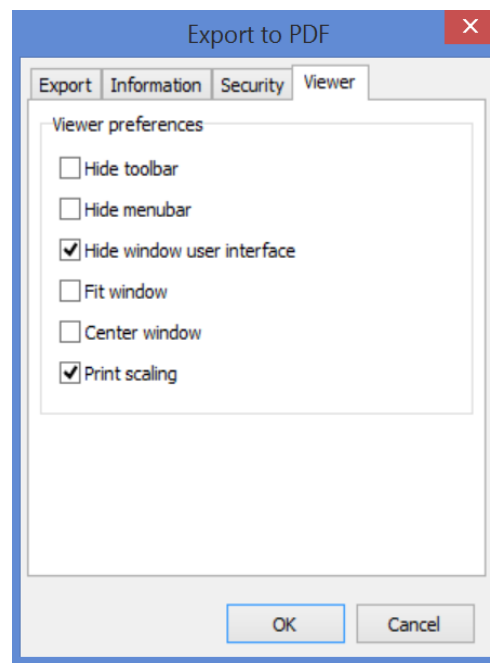 Export to PDF
Export Information Security Viewer
Viewer preferences
Hide toolbar
Hide menubar
Hide window user interface
Fit window
Center window
Print scaling
OK Cancel